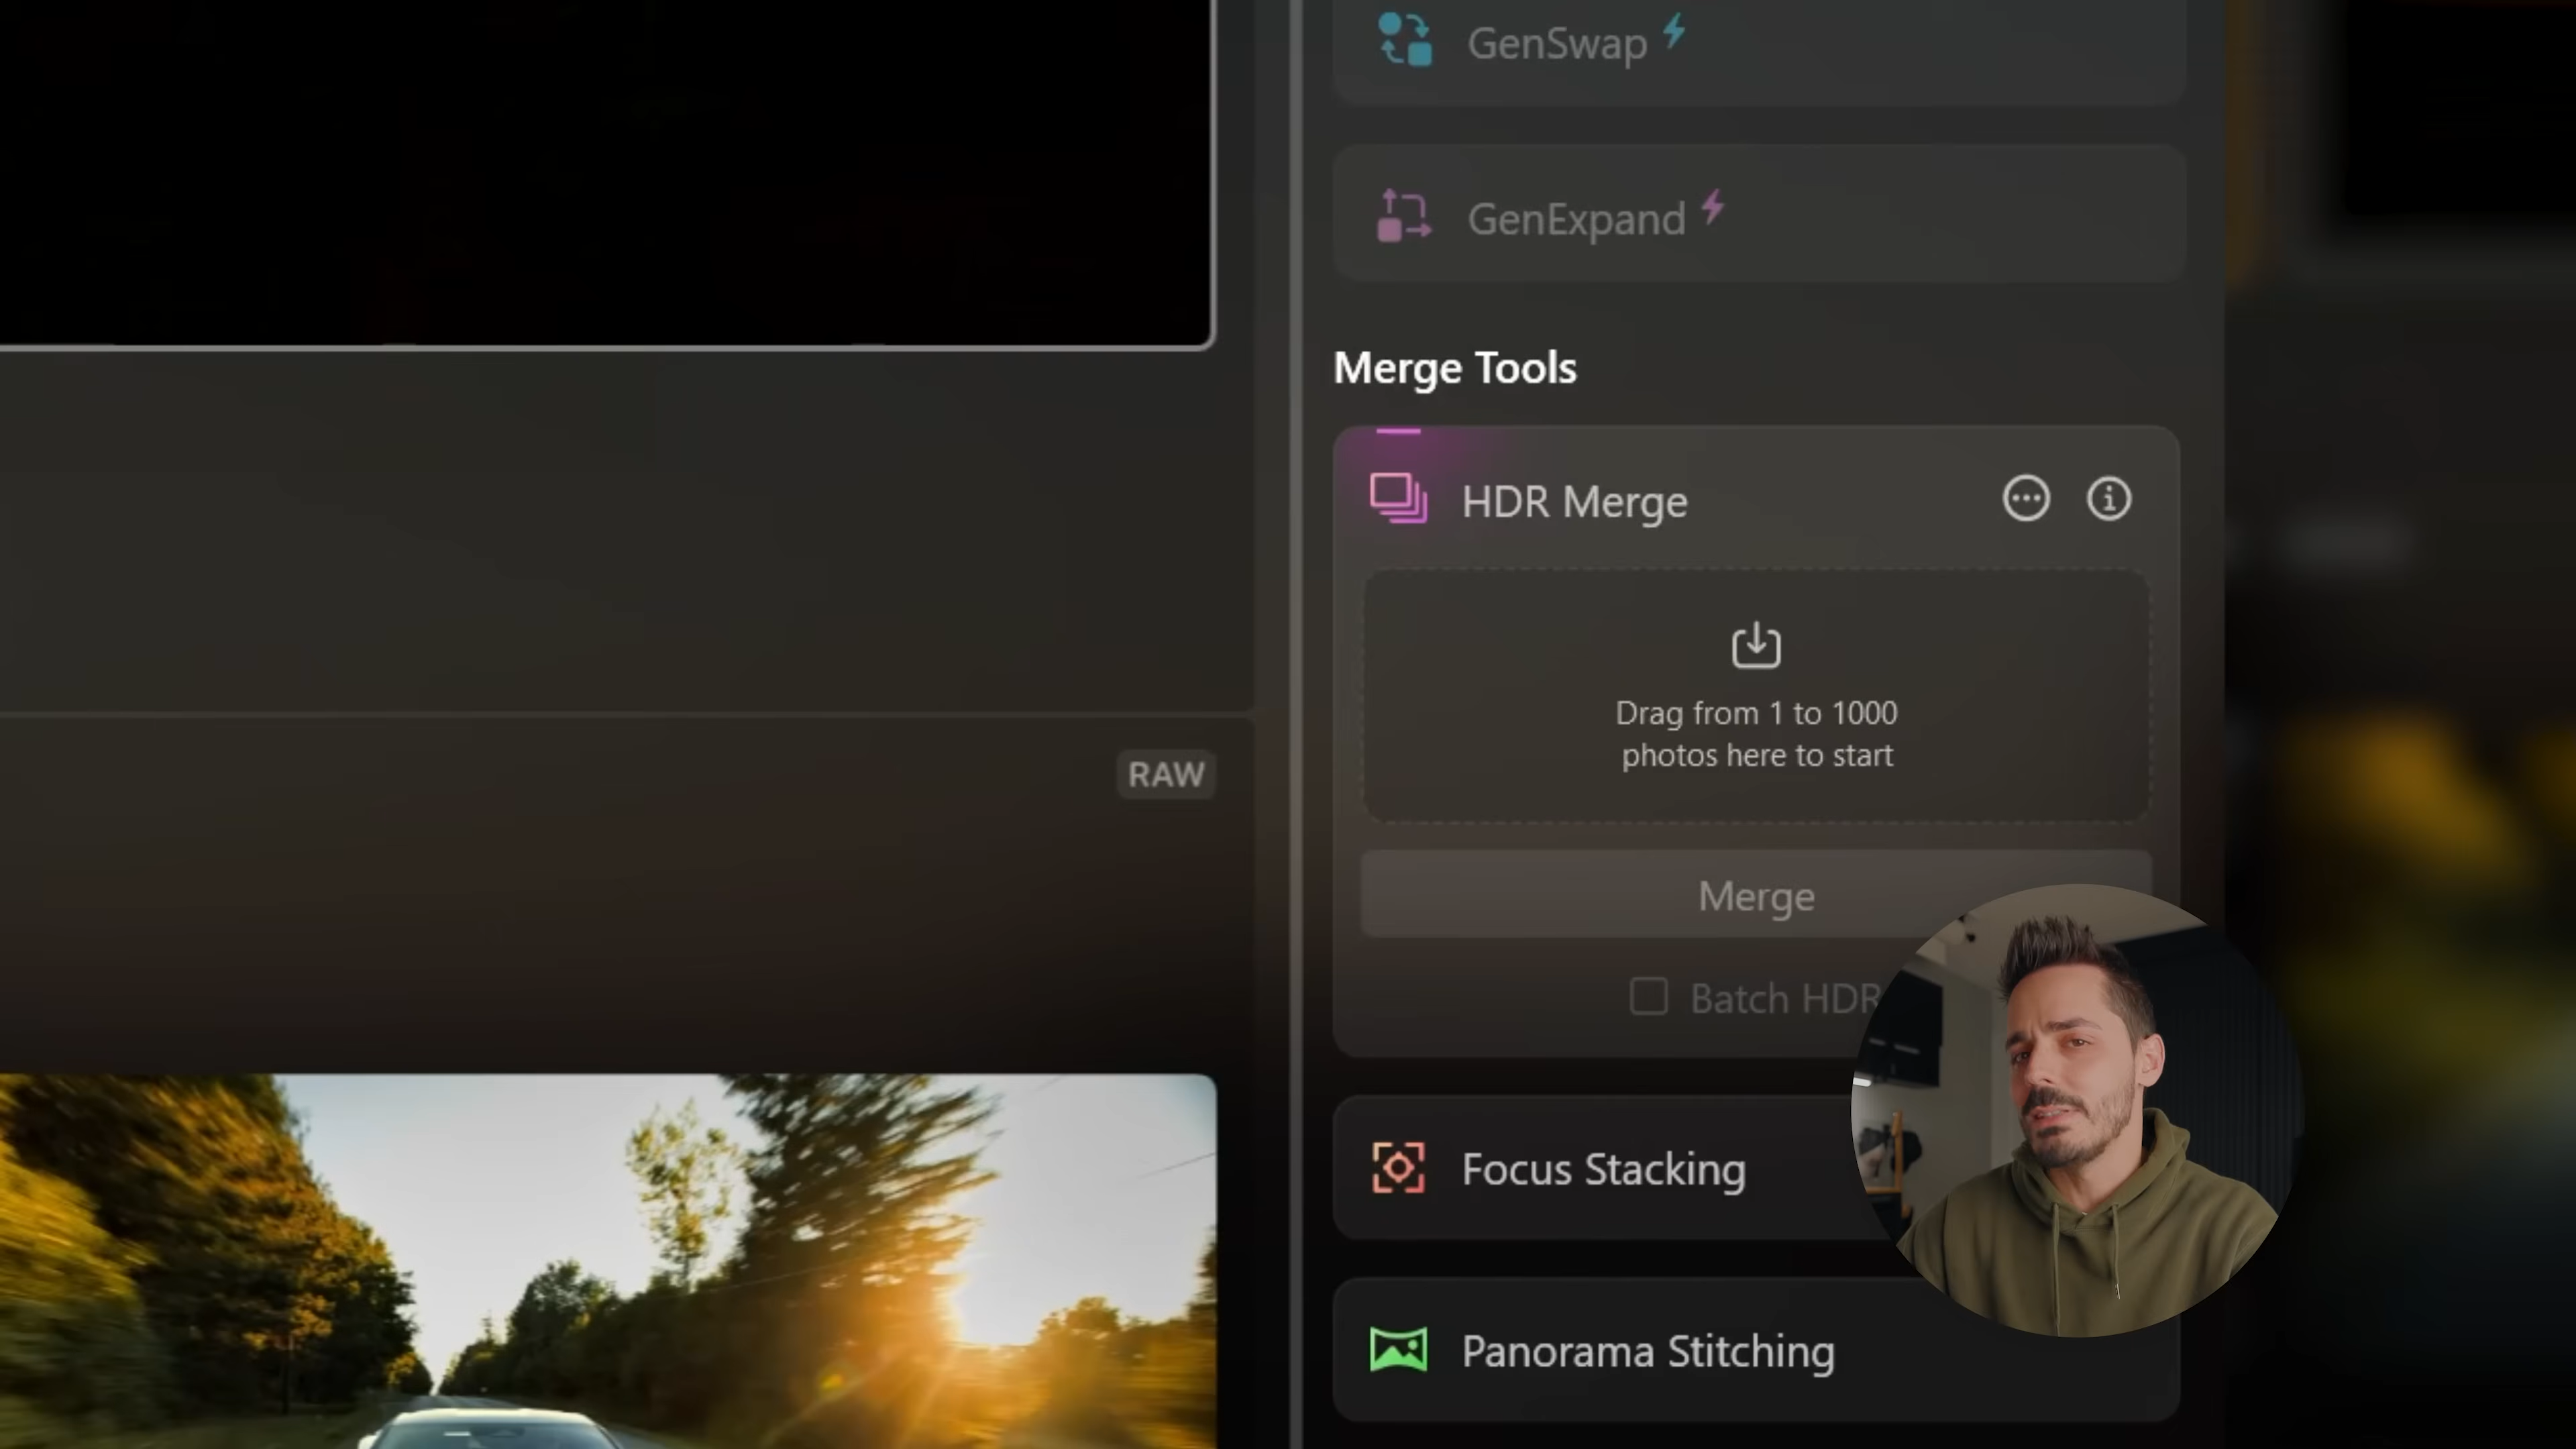 GenSwap
GenExpand
Merge Tools
HDR Merge
Drag from 1 to 1000
photos here to start
RAW
Merge
Batch HDR
Focus Stacking
Panorama Stitching